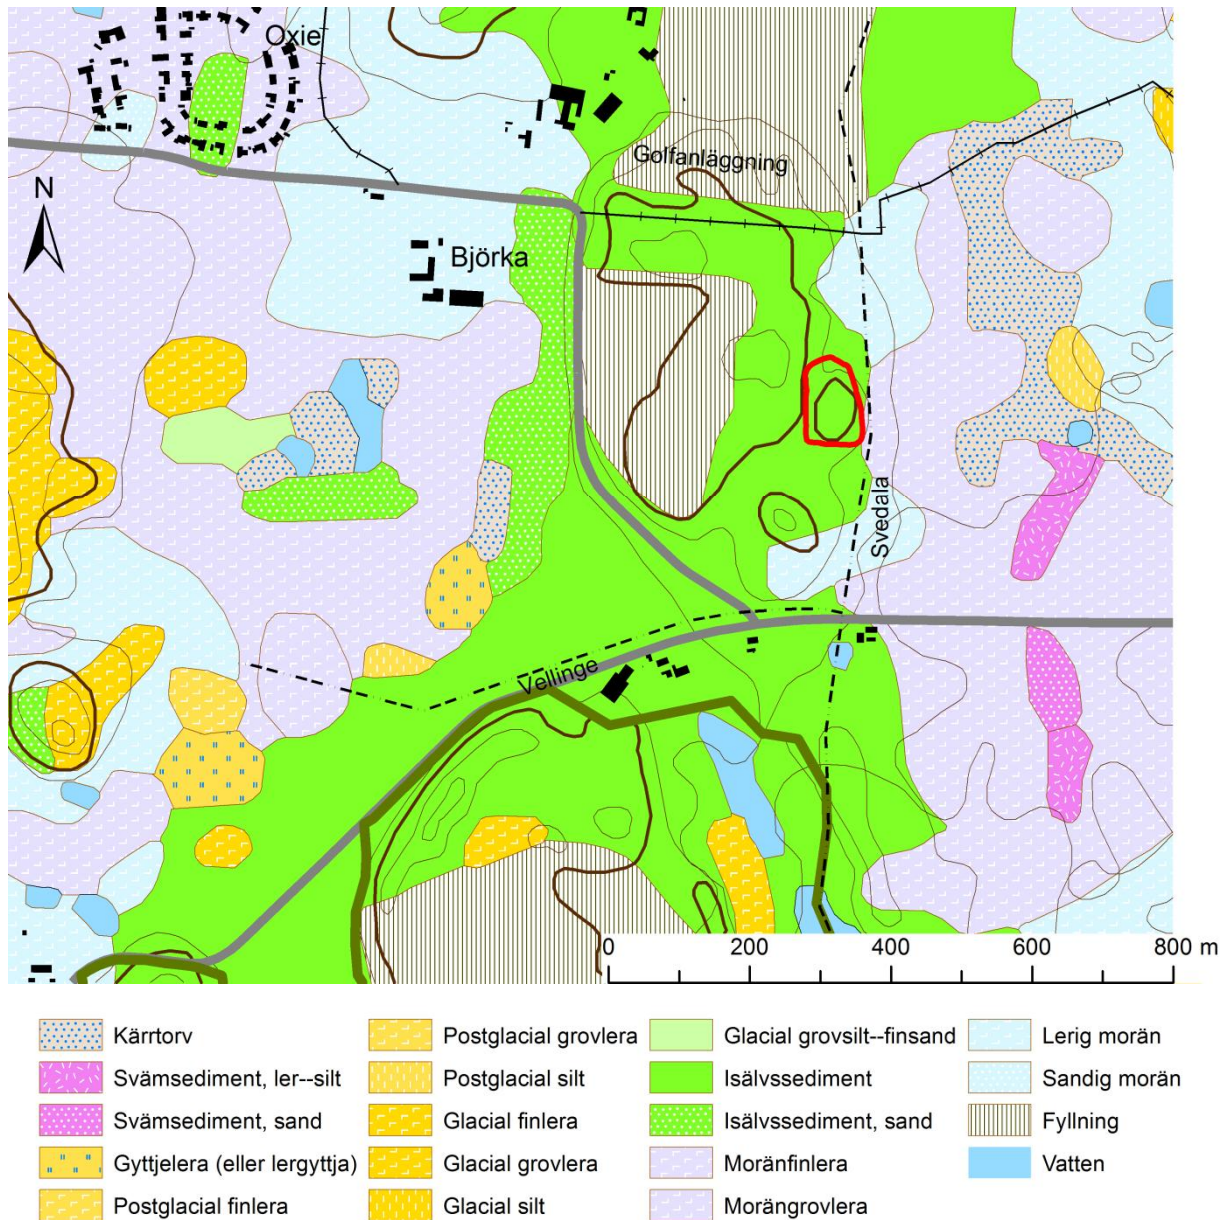 Oxie
Golfanläggning
N
Björka
Svedala
Vellinge
0 200 400 600 800 m
Kärrtorv
Svämsediment, ler--silt
Svämsediment, sand
Gyttjelera (eller lergyttja)
Postglacial finlera
Postglacial grovlera
Postglacial silt
Glacial finlera
Glacial grovlera
Glacial silt
Glacial grovsilt--finsand
Isälvssediment
Isälvssediment, sand
Moränfinlera
Morängrovlera
Lerig morän
Sandig morän
Fyllning
Vatten